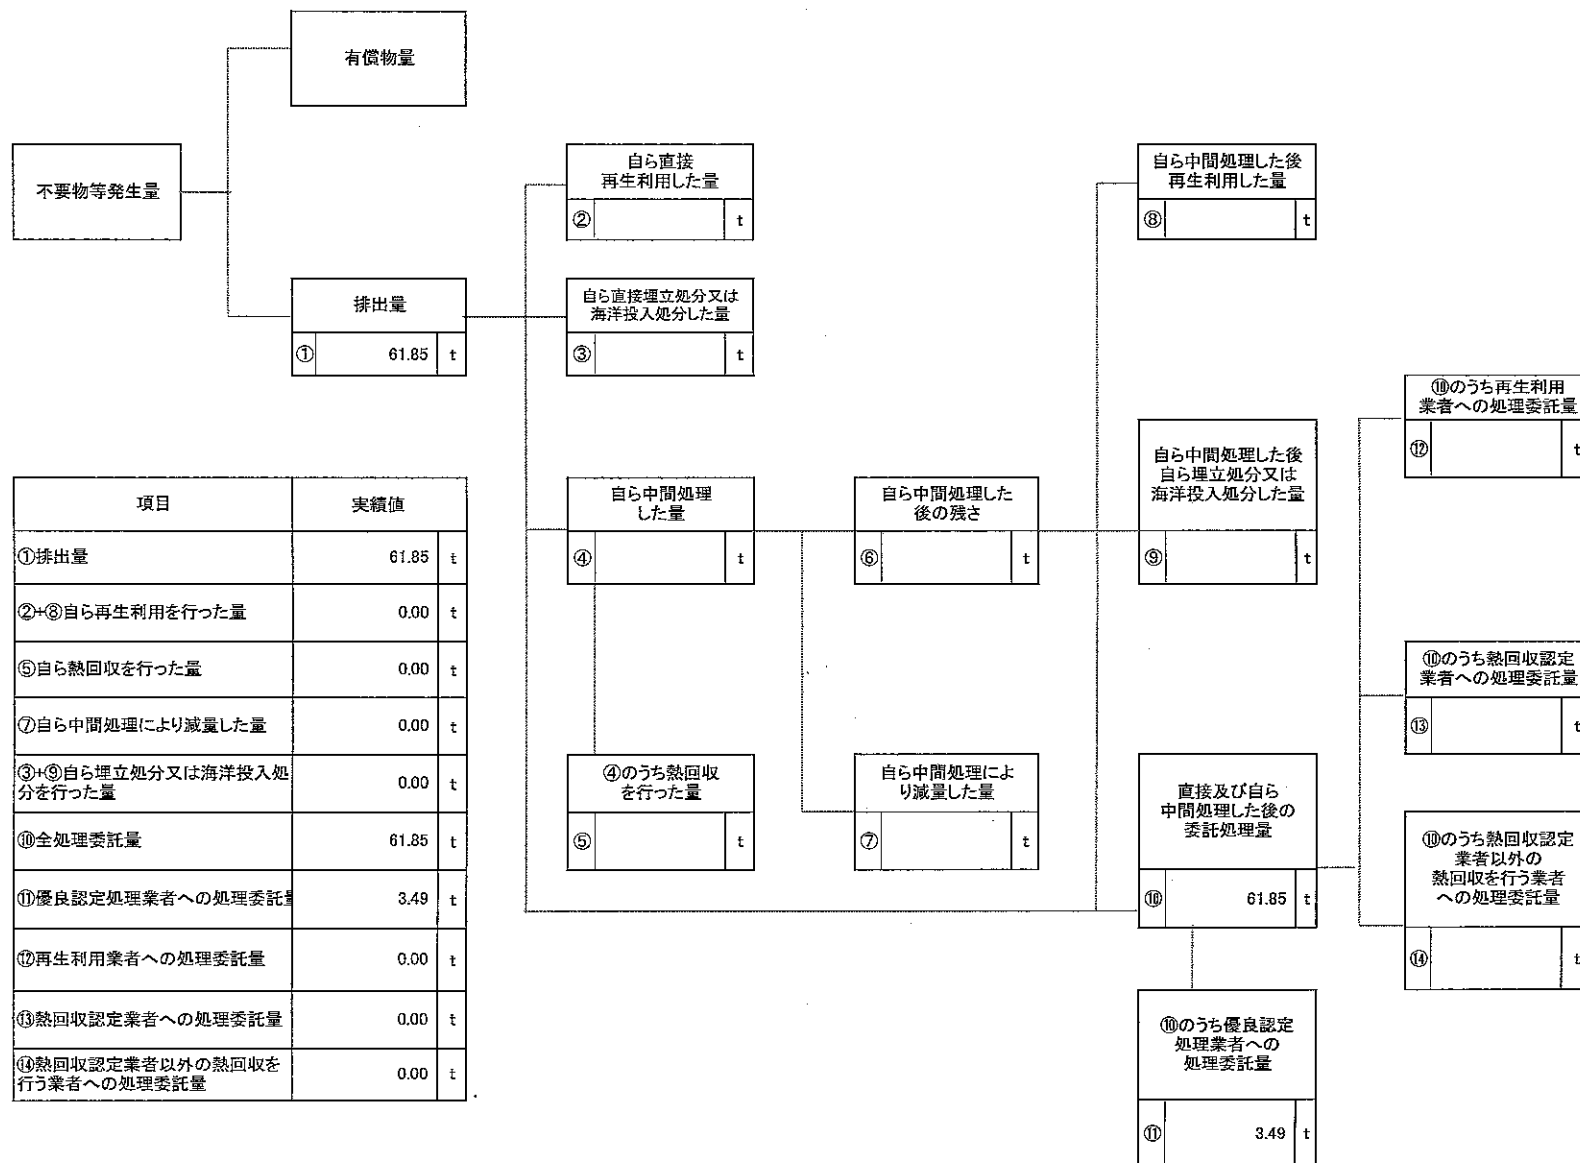 有償物量
不要物等発生量
排出量
① 61.85 t
自ら直接
再生利用した量
② t
自ら直接埋立処分又は
海洋投入処分した量
③ t
自ら中間処理
した量
④ t
④のうち熱回収
を行った量
⑤ t
自ら中間処理した
後の残さ
⑥ t
自ら中間処理によ
り減量した量
⑦ t
自ら中間処理した後
再生利用した量
⑧ t
自ら中間処理した後
自ら埋立処分又は
海洋投入処分した量
⑨ t
直接及び自ら
中間処理した後の
委託処理量
⑩ 61.85 t
⑩のうち優良認定
処理業者への
処理委託量
⑪ 3.49 t
⑩のうち再生利用
業者への処理委託量
⑫ t
⑩のうち熱回収認定
業者への処理委託量
⑬ t
⑩のうち熱回収認定
業者以外の
熱回収を行う業者
への処理委託量
⑭ t
項目 実績値
①排出量 61.85 t
②+⑧自ら再生利用を行った量 0.00 t
⑤自ら熱回収を行った量 0.00 t
⑦自ら中間処理により減量した量 0.00 t
③+⑨自ら埋立処分又は海洋投入処
分を行った量 0.00 t
⑩全処理委託量 61.85 t
⑪優良認定処理業者への処理委託量 3.49 t
⑫再生利用業者への処理委託量 0.00 t
⑬熱回収認定業者への処理委託量 0.00 t
⑭熱回収認定業者以外の熱回収を
行う業者への処理委託量 0.00 t